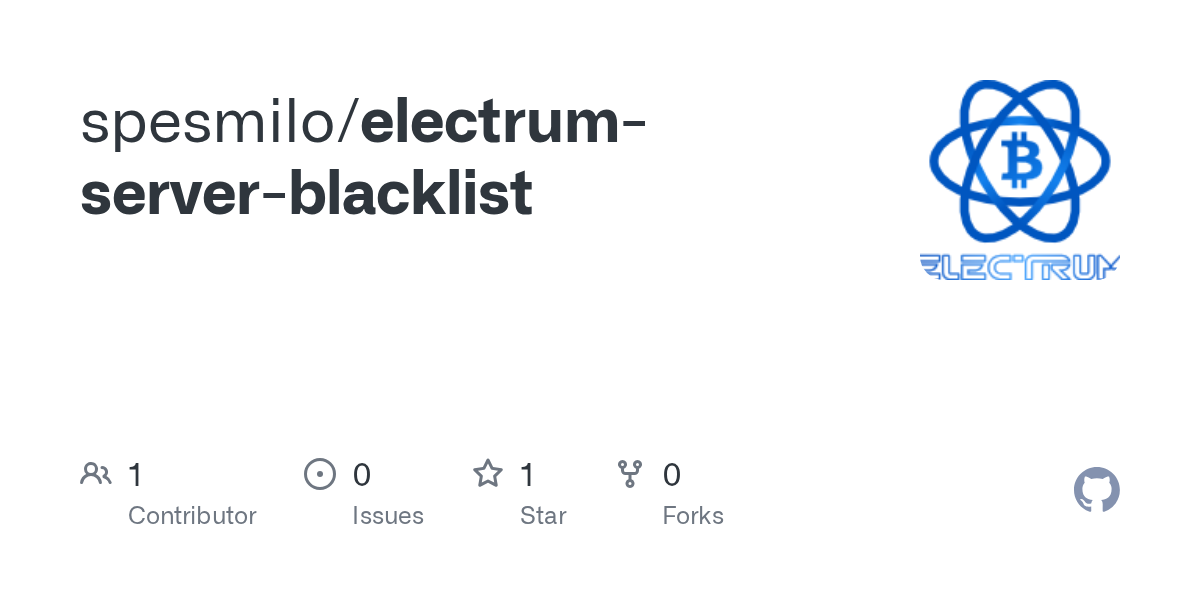 spesmilo/electrum-
server-blacklist
ELECTRUM
1
Contributor
0
Issues
1
Star
0
Forks